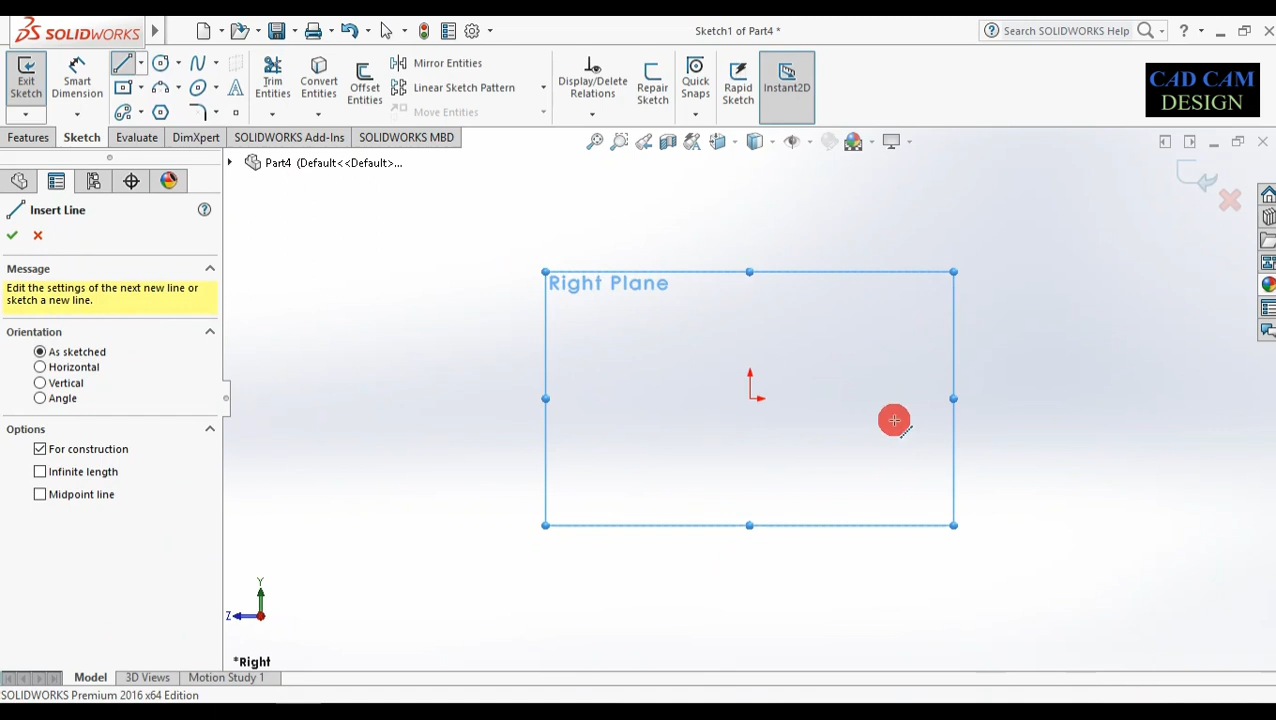 SOLIDWORKS
Sketch1 of Part4 *
Search SOLIDWORKS Help
?
Exit Sketch
Smart Dimension
Trim Entities
Convert Entities
Offset Entities
Mirror Entities
Linear Sketch Pattern
Move Entities
Display/Delete Relations
Repair Sketch
Quick Snaps
Rapid Sketch
Instant2D
CAD CAM
DESIGN
Features
Sketch
Evaluate
DimXpert
SOLIDWORKS Add-Ins
SOLIDWORKS MBD
Part4 (Default<<Default>...
Insert Line
?
Message
Edit the settings of the next new line or
sketch a new line.
Orientation
As sketched
Horizontal
Vertical
Angle
Options
For construction
Infinite length
Midpoint line
Right Plane
Y
Z
*Right
Model
3D Views
Motion Study 1
SOLIDWORKS Premium 2016 x64 Edition